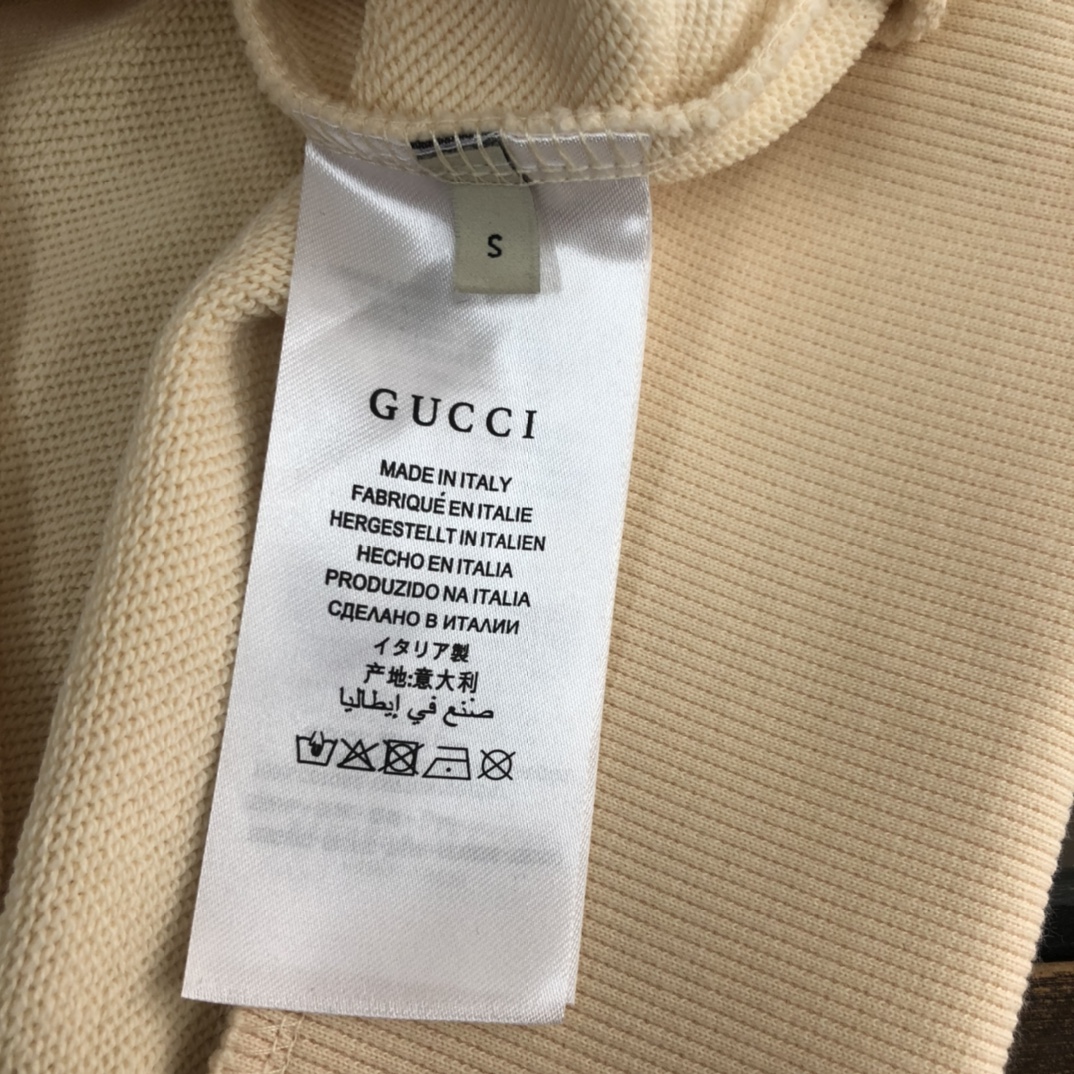 S
GUCCI
MADE IN ITALY
FABRIQUÉ EN ITALIE
HERGESTELLT IN ITALIEN
HECHO EN ITALIA
PRODUZIDO NA ITALIA
СДЕЛАНО В ИТАЛИИ
イタリア製
产地:意大利
صنع في إيطاليا